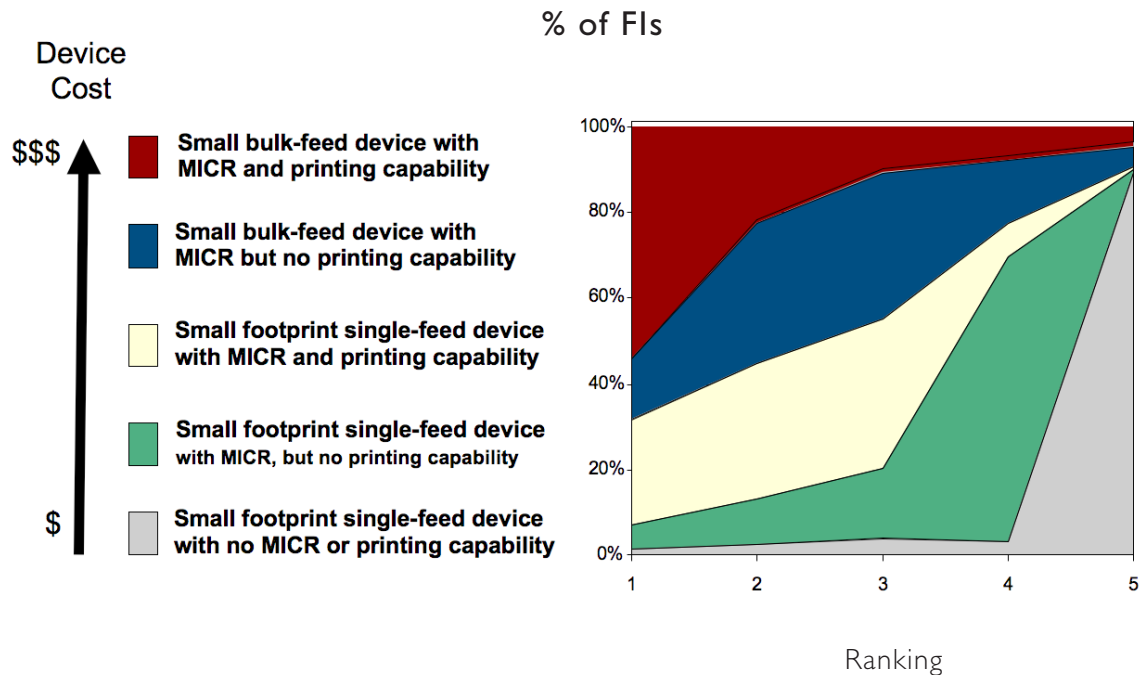 % of FIs
Device
Cost
$$$
$
Small bulk-feed device with
MICR and printing capability
Small bulk-feed device with
MICR but no printing capability
Small footprint single-feed device
with MICR and printing capability
Small footprint single-feed device
with MICR, but no printing capability
Small footprint single-feed device
with no MICR or printing capability
100%
80%
60%
40%
20%
0%
1 2 3 4 5
Ranking